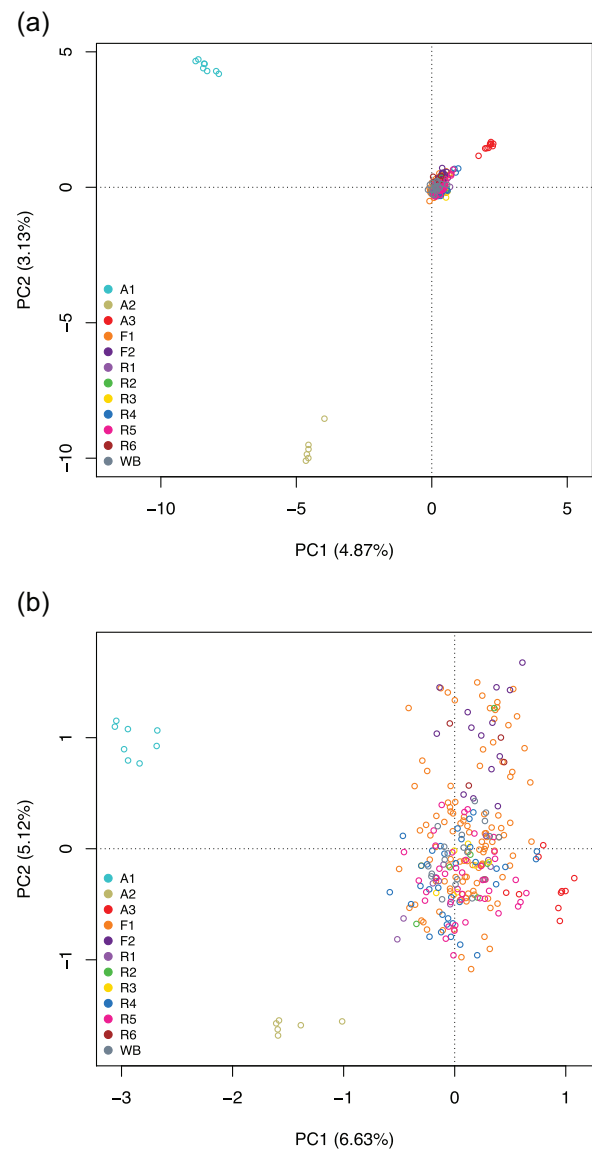 (a)
5
0
−5
−10
PC2 (3.13%)
A1
A2
A3
F1
F2
R1
R2
R3
R4
R5
R6
WB
−10
−5
0
5
PC1 (4.87%)
(b)
1
0
−1
PC2 (5.12%)
A1
A2
A3
F1
F2
R1
R2
R3
R4
R5
R6
WB
−3
−2
−1
0
1
PC1 (6.63%)